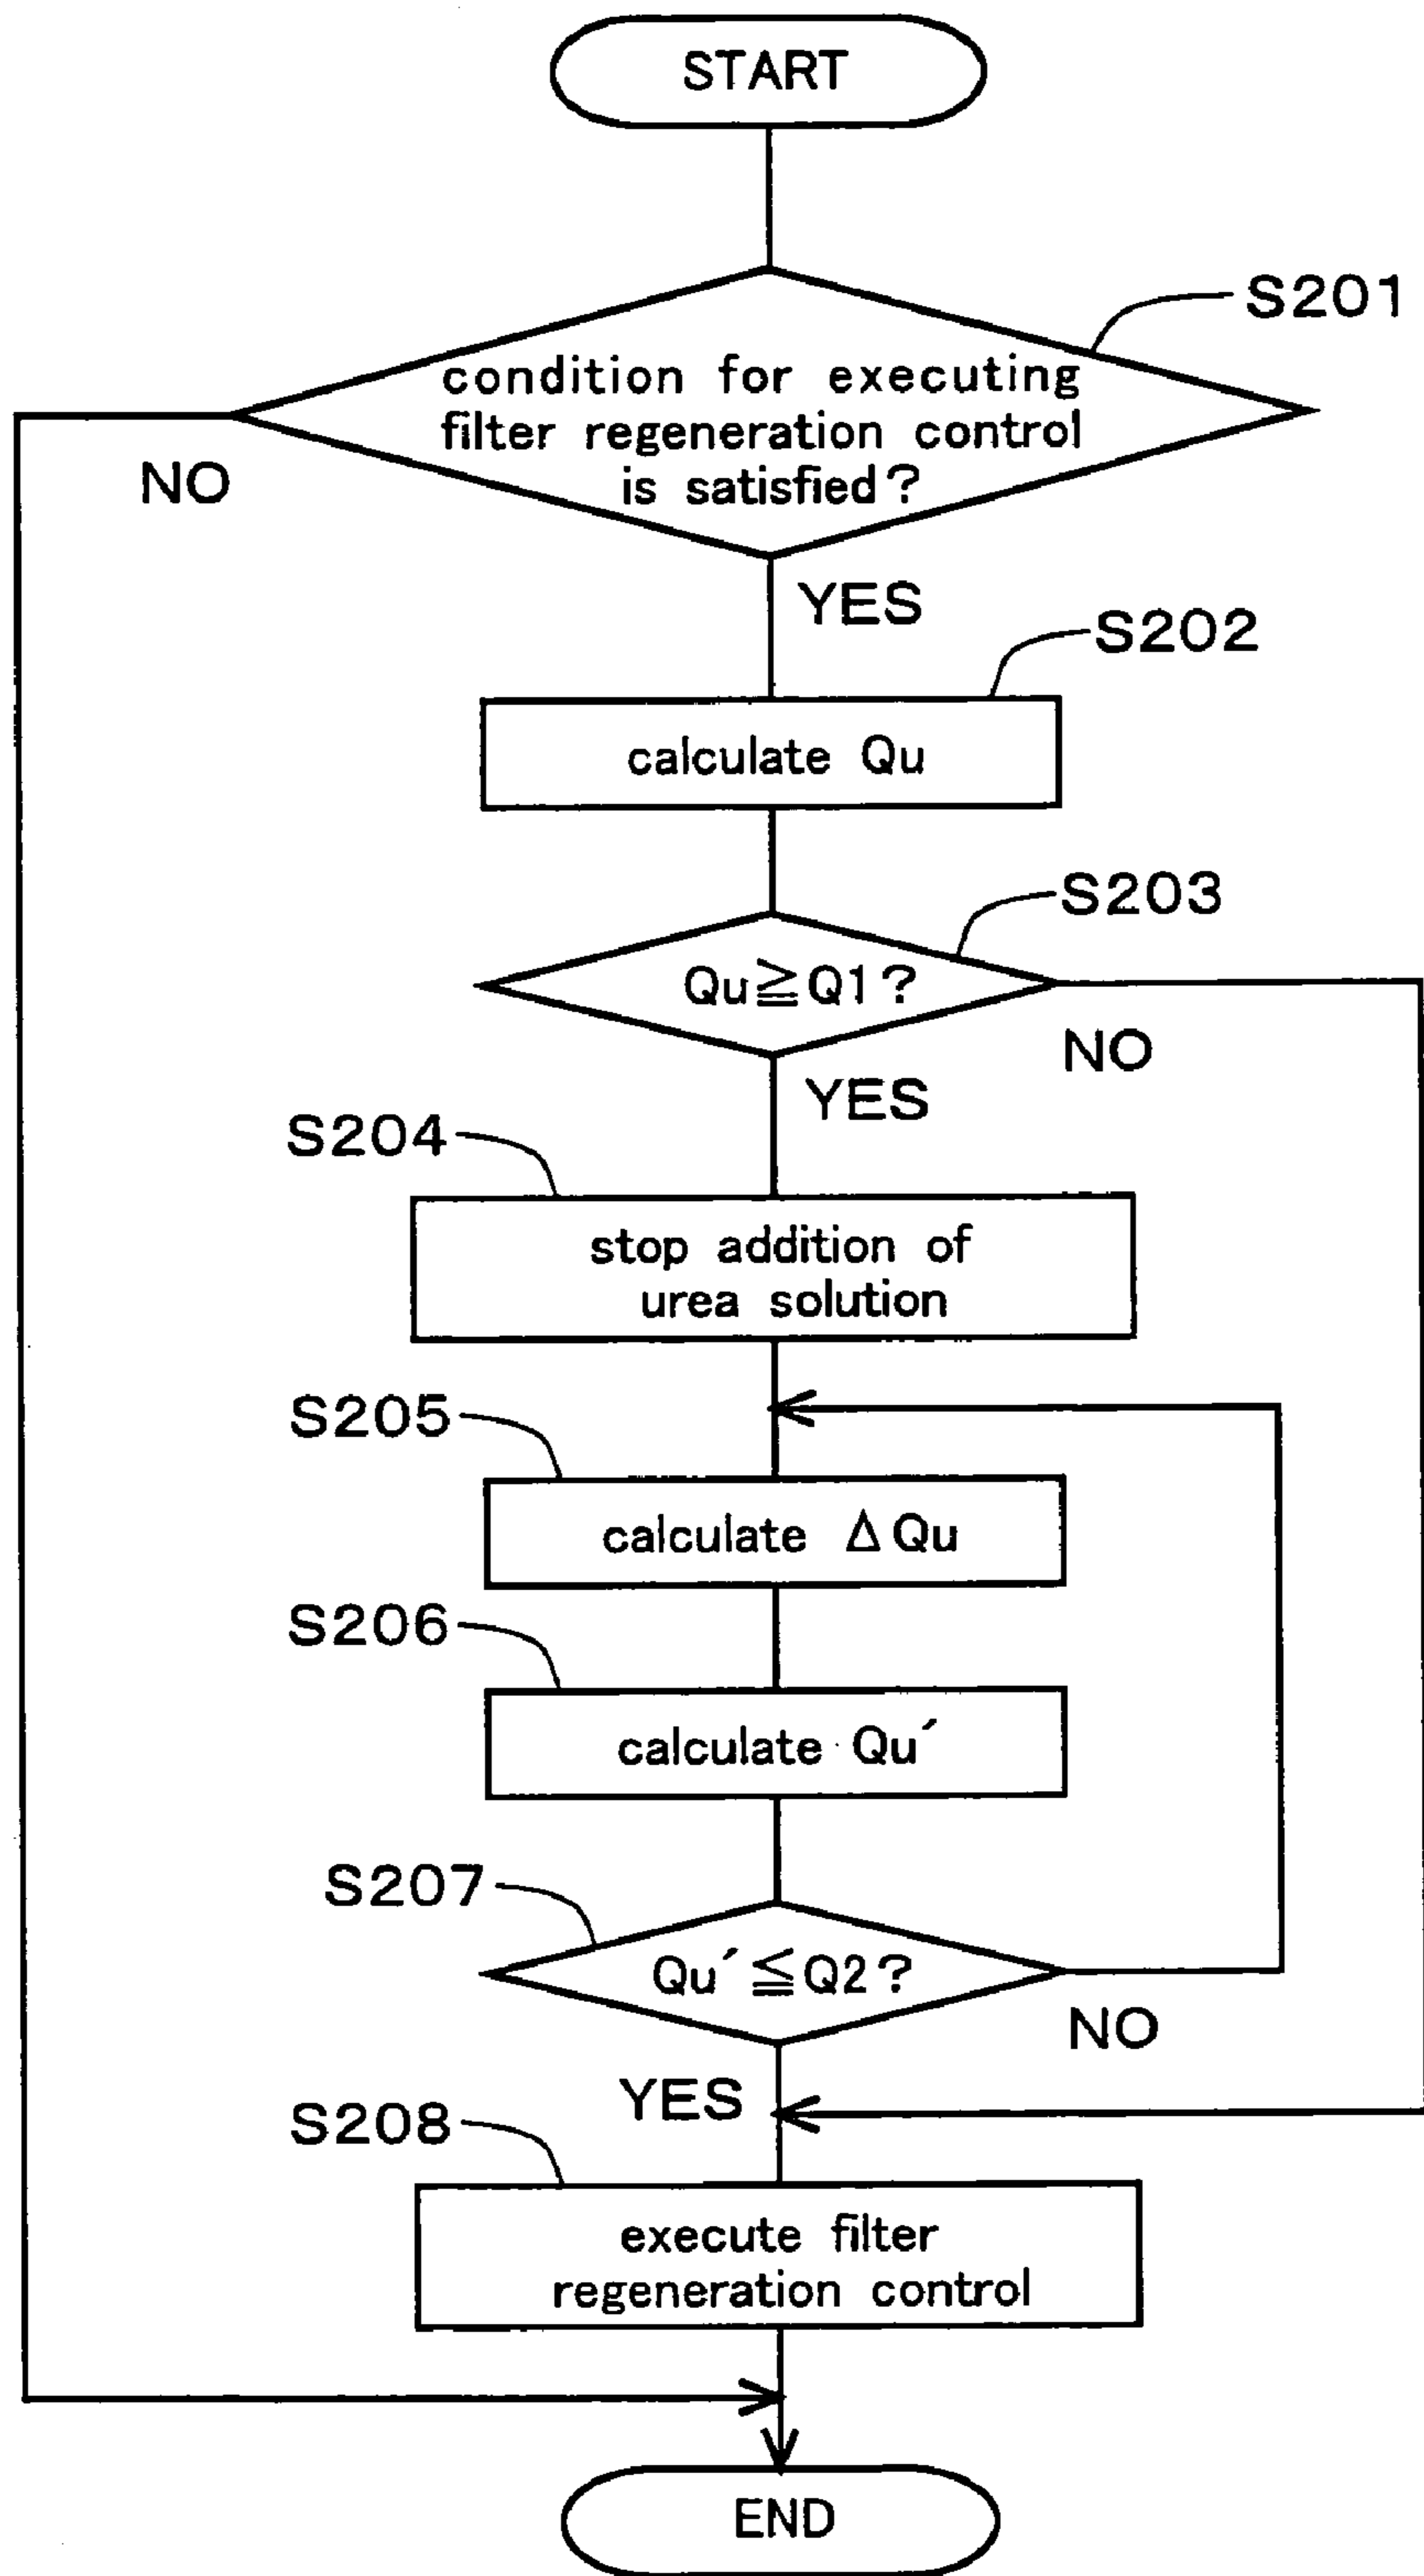 START
S201
condition for executing
filter regeneration control
is satisfied?
NO
YES
S202
calculate Qu
S203
Qu≧Q1?
NO
YES
S204
stop addition of
urea solution
S205
calculate ΔQu
S206
calculate Qu´
S207
Qu´≦Q2?
NO
YES
S208
execute filter
regeneration control
END